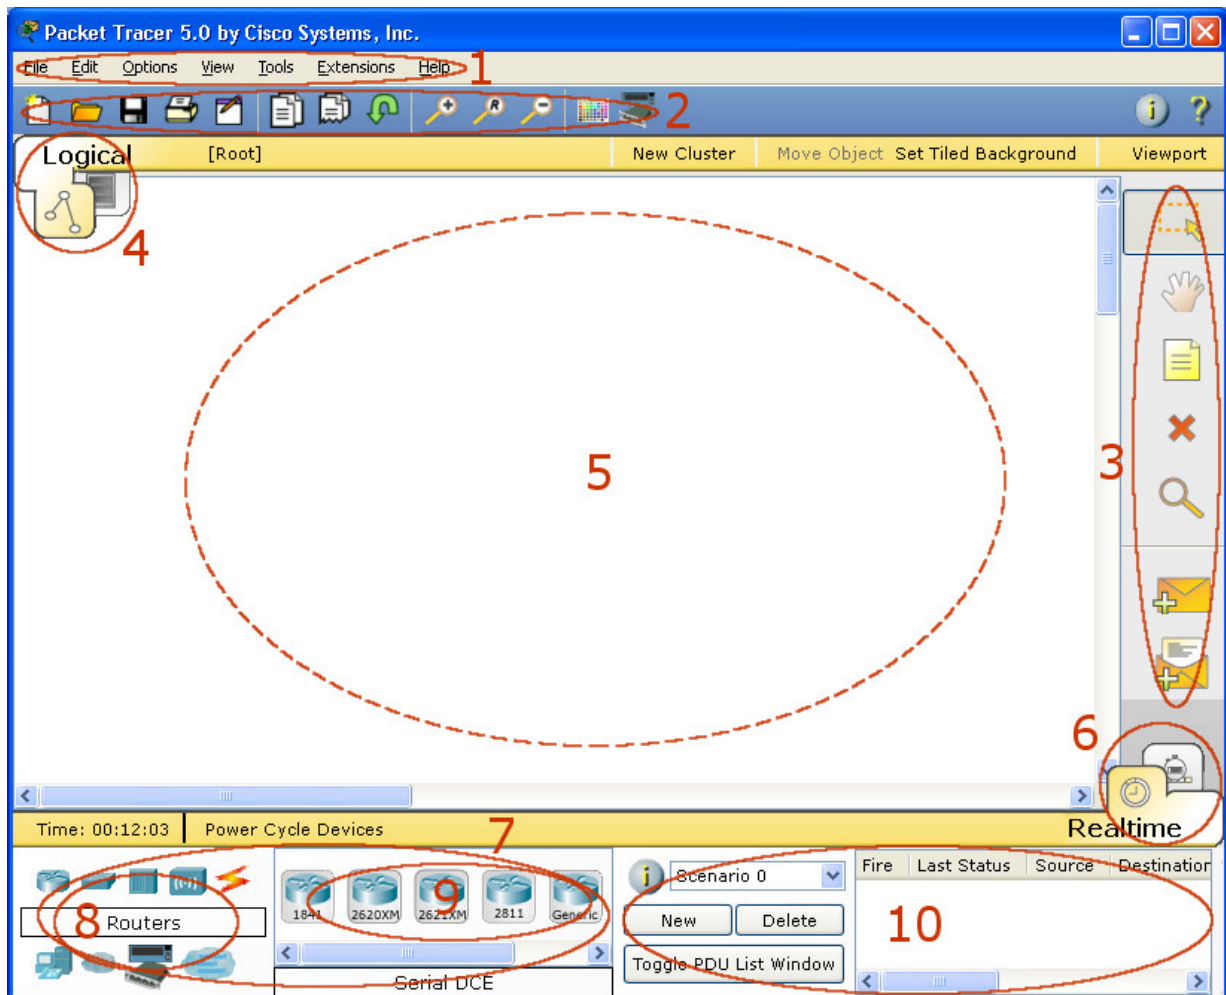 Packet Tracer 5.0 by Cisco Systems, Inc.
File Edit Options View Tools Extensions Help 1
2
Logical [Root] New Cluster Move Object Set Tiled Background Viewport
4
5
3
6
Time: 00:12:03 Power Cycle Devices Realtime
7
Scenario 0 Fire Last Status Source Destination
1841 2620XM 2621XM 2811 Generic
9
8 Routers New Delete 10
Toggle PDU List Window
Serial DCE